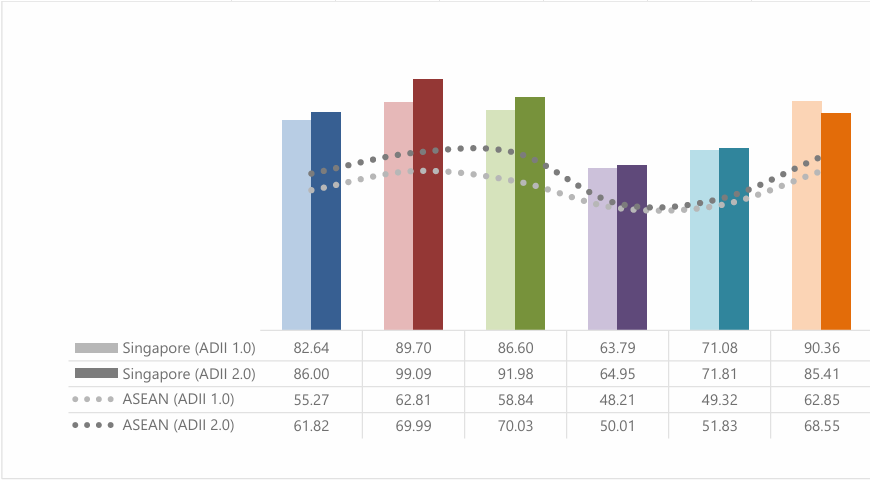 Singapore (ADII 1.0) 82.64 89.70 86.60 63.79 71.08 90.36
Singapore (ADII 2.0) 86.00 99.09 91.98 64.95 71.81 85.41
ASEAN (ADII 1.0) 55.27 62.81 58.84 48.21 49.32 62.85
ASEAN (ADII 2.0) 61.82 69.99 70.03 50.01 51.83 68.55